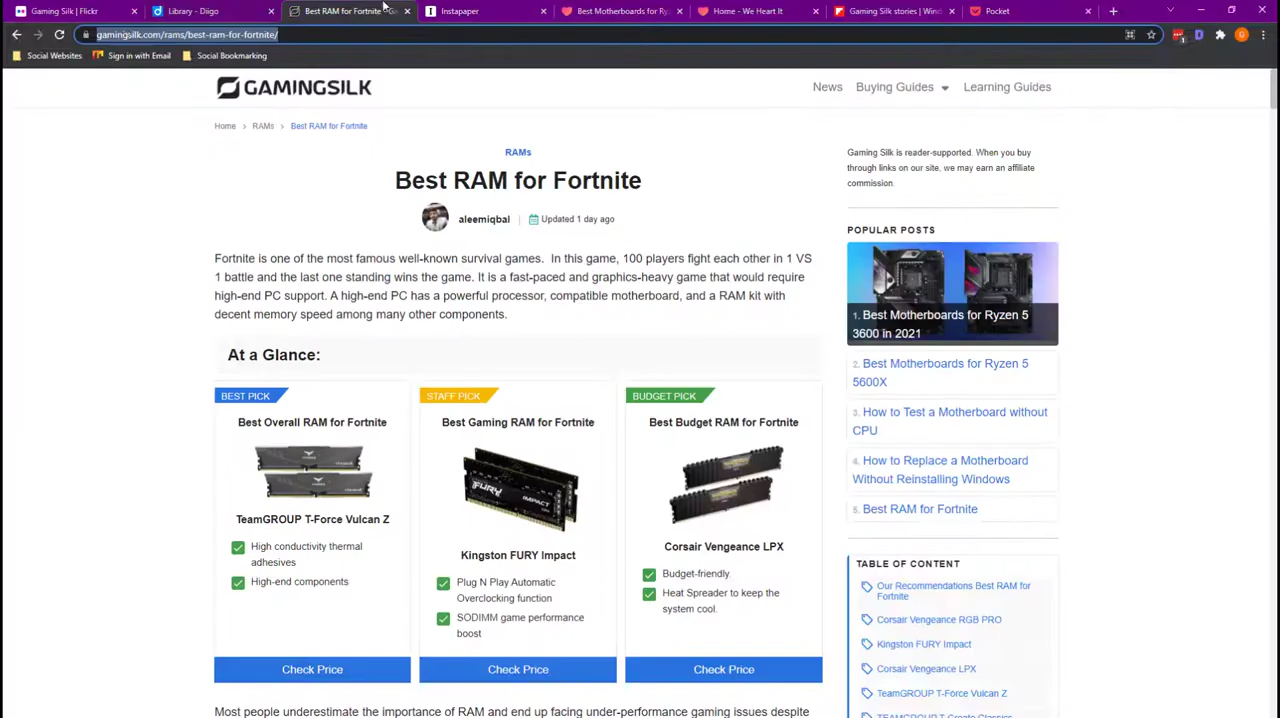 Gaming Silk | Flickr
Library - Diigo
Best RAM for Fortnite
Instapaper
Best Motherboards for Ry
Home - We Heart It
Gaming Silk stories | Win
Pocket
gamingsilk.com/rams/best-ram-for-fortnite/
Social Websites
Sign in with Email
Social Bookmarking
GAMINGSILK
News
Buying Guides
Learning Guides
Home > RAMs > Best RAM for Fortnite
RAMs
Best RAM for Fortnite
aleemiqbal | Updated 1 day ago
Fortnite is one of the most famous well-known survival games. In this game, 100 players fight each other in 1 VS
1 battle and the last one standing wins the game. It is a fast-paced and graphics-heavy game that would require
high-end PC support. A high-end PC has a powerful processor, compatible motherboard, and a RAM kit with
decent memory speed among many other components.
At a Glance:
BEST PICK
Best Overall RAM for Fortnite
TeamGROUP T-Force Vulcan Z
High conductivity thermal
adhesives
High-end components
Check Price
STAFF PICK
Best Gaming RAM for Fortnite
FURY IMPACT
Kingston FURY Impact
Plug N Play Automatic
Overclocking function
SODIMM game performance
boost
Check Price
BUDGET PICK
Best Budget RAM for Fortnite
Corsair Vengeance LPX
Budget-friendly
Heat Spreader to keep the
system cool.
Check Price
Most people underestimate the importance of RAM and end up facing under-performance gaming issues despite
Gaming Silk is reader-supported. When you buy
through links on our site, we may earn an affiliate
commission.
POPULAR POSTS
1. Best Motherboards for Ryzen 5
3600 in 2021
2. Best Motherboards for Ryzen 5
5600X
3. How to Test a Motherboard without
CPU
4. How to Replace a Motherboard
Without Reinstalling Windows
5. Best RAM for Fortnite
TABLE OF CONTENT
Our Recommendations Best RAM for
Fortnite
Corsair Vengeance RGB PRO
Kingston FURY Impact
Corsair Vengeance LPX
TeamGROUP T-Force Vulcan Z
TEAMGROUP T-Create Classics